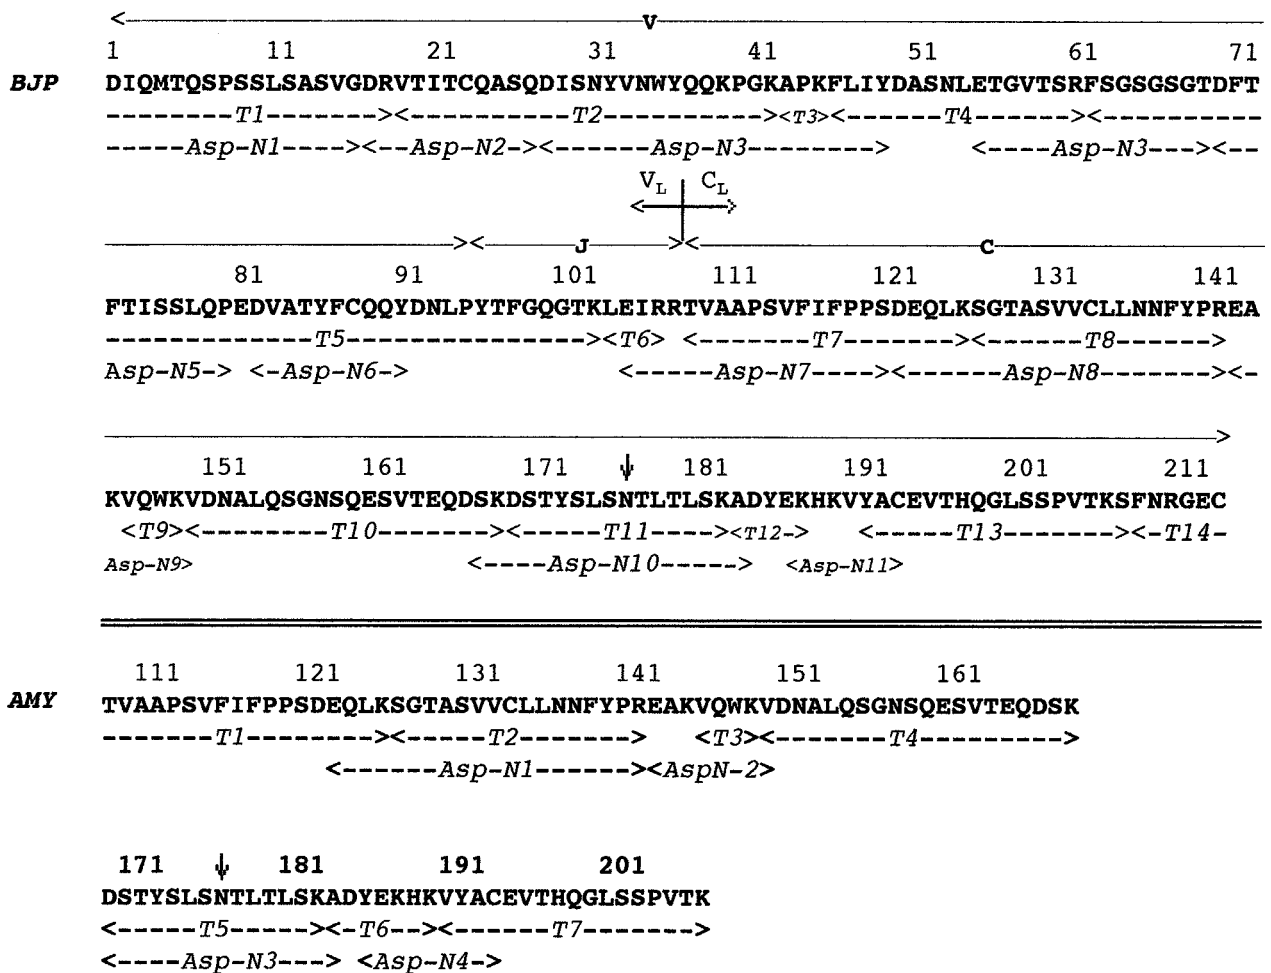 <---V---
1 11 21 31 41 51 61 71
BJP DIQMTQSPSSLSASVGDRVTITCQASQDISNYVNWYQQKPGKAPKFLIYDASNLETGVTSRFSGSGSGTDFT
--------T1--------><----------T2----------><T3><------T4------><----------
-----Asp-N1-----><--Asp-N2-><------Asp-N3--------> <----Asp-N3---><--
VL CL
<---> 
------><---J---><---C---
81 91 101 111 121 131 141
FTISSLQPEDVATYFCQQYDNLPYTFGQGTKLEIRRTVAAPSVFIFPPSDEQLKSGTASVVCLLNNFYPREA
-------------T5----------------><T6> <-------T7-------><------T8------->
Asp-N5-> <-Asp-N6--> <-----Asp-N7----><------Asp-N8-------><-
--->
151 161 171 ↓ 181 191 201 211
KVQWKVDNALQSGNSQESVTEQDSKDSTYSLSNTLTLSKADYEKHKVYACEVTHQGLSSPVTKSFNRGEC
<T9><--------T10-------><------T11------><-T12-> <-----T13-------><-T14-
Asp-N9> <----Asp-N10-----> <Asp-N11>
111 121 131 141 151 161
AMY TVAAPSVFIFPPSDEQLKSGTASVVCLLNNFYPREAKVQWKVDNALQSGNSQESVTEQDSK
-------T1---------><-----T2-------> <T3><-------T4--------->
<------Asp-N1-------><AspN-2>
171 ↓ 181 191 201
DSTYSLSNTLTLSKADYEKHKVYACEVTHQGLSSPVTK
<-----T5-----><-T6--><------T7------->
<----Asp-N3---> <Asp-N4->